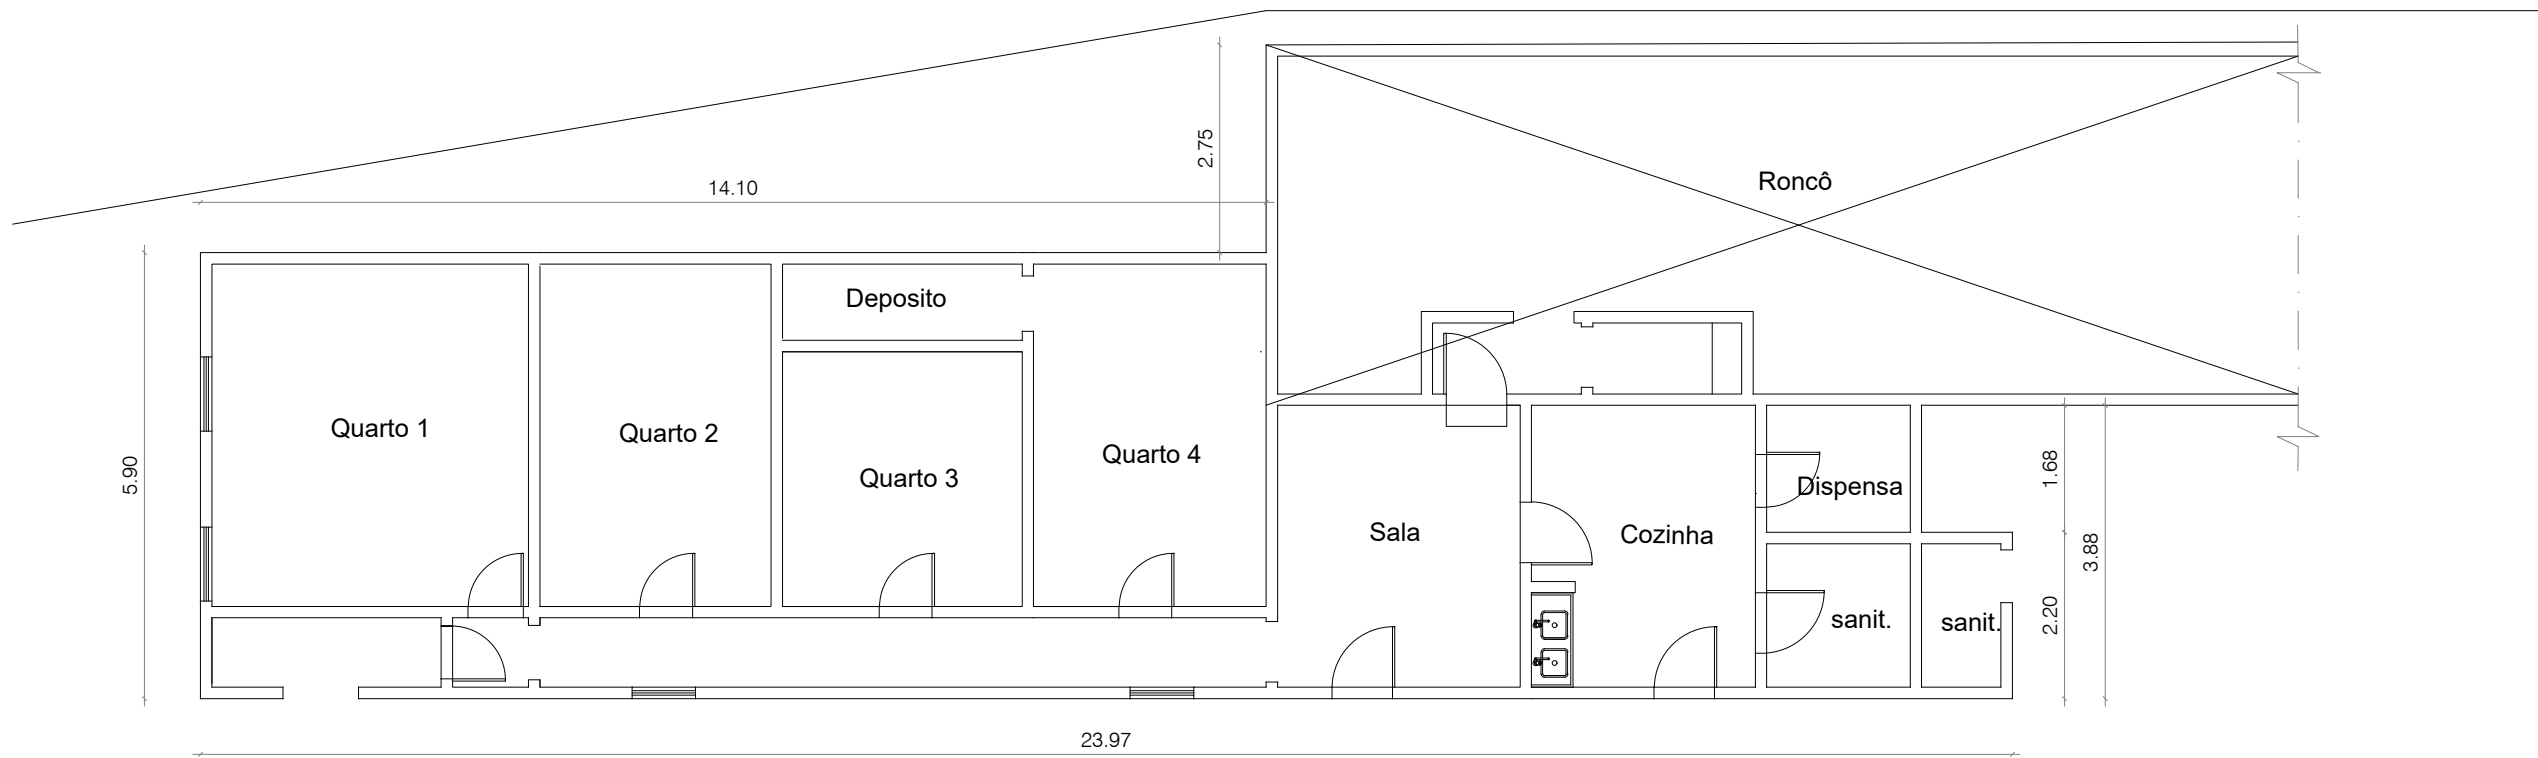 2.75
14.10
Roncô
Deposito
Quarto 1
Quarto 2
Quarto 3
Quarto 4
5.90
Sala
Cozinha
Dispensa
1.68
3.88
sanit.
sanit.
2.20
23.97